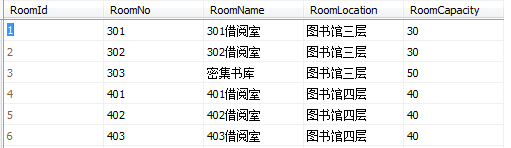 RoomId RoomNo RoomName RoomLocation RoomCapacity
1 301 301借阅室 图书馆三层 30
2 302 302借阅室 图书馆三层 30
3 303 密集书库 图书馆三层 50
4 401 401借阅室 图书馆四层 40
5 402 402借阅室 图书馆四层 40
6 403 403借阅室 图书馆四层 40